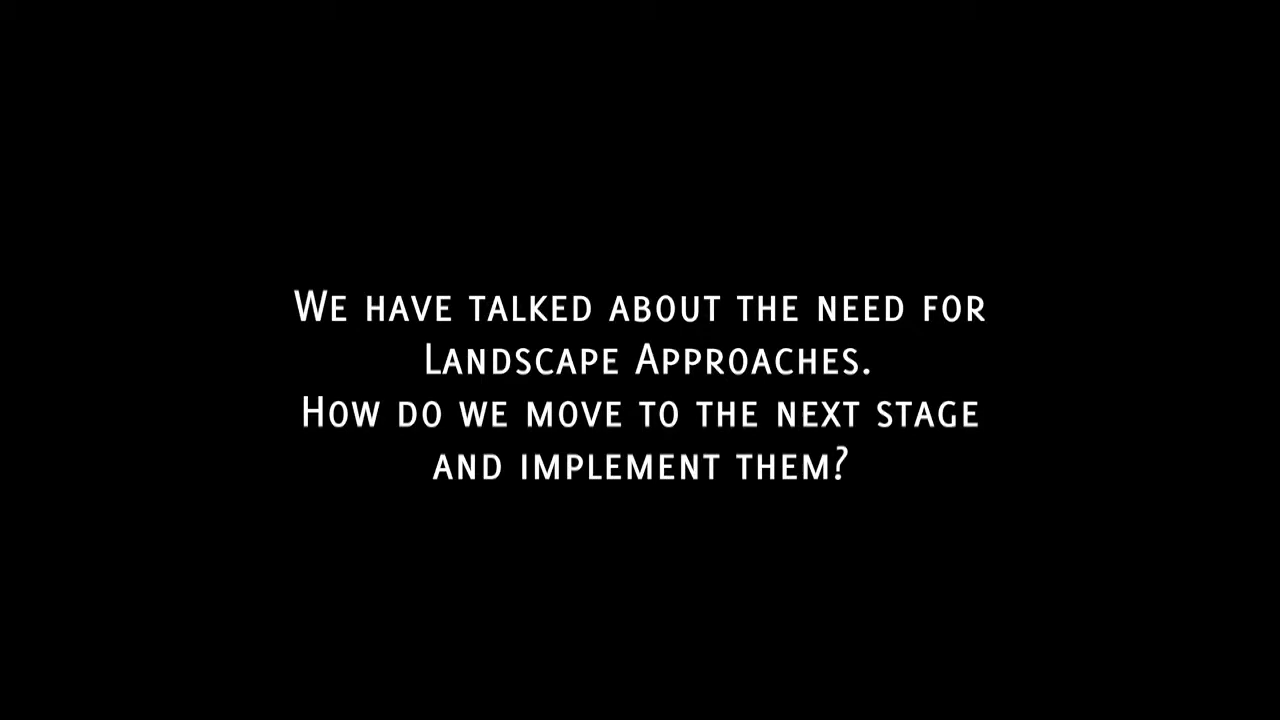 We have talked about the need for
Landscape Approaches.
How do we move to the next stage
and implement them?